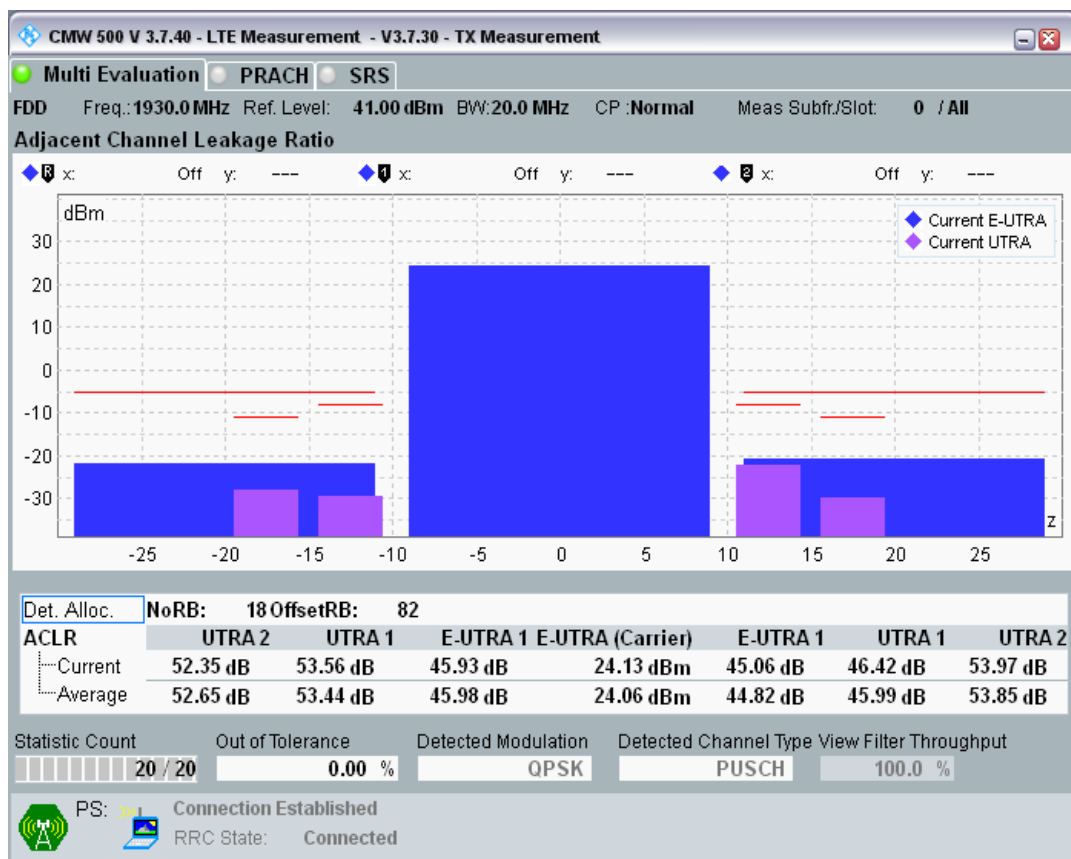 CMW 500 V 3.7.40 - LTE Measurement - V3.7.30 - TX Measurement
Multi Evaluation PRACH SRS
FDD Freq.: 1930.0 MHz Ref. Level: 41.00 dBm BW: 20.0 MHz CP : Normal Meas Subfr./Slot: 0 / All
Adjacent Channel Leakage Ratio
R x: Off y: --- 1 x: Off y: --- 2 x: Off y: ---
dBm
Current E-UTRA
Current UTRA
30
20
10
0
-10
-20
-30
z
-25 -20 -15 -10 -5 0 5 10 15 20 25
Det. Alloc. NoRB: 18 OffsetRB: 82
ACLR UTRA 2 UTRA 1 E-UTRA 1 E-UTRA (Carrier) E-UTRA 1 UTRA 1 UTRA 2
Current 52.35 dB 53.56 dB 45.93 dB 24.13 dBm 45.06 dB 46.42 dB 53.97 dB
Average 52.65 dB 53.44 dB 45.98 dB 24.06 dBm 44.82 dB 45.99 dB 53.85 dB
Statistic Count Out of Tolerance Detected Modulation Detected Channel Type View Filter Throughput
20 / 20 0.00 % QPSK PUSCH 100.0 %
PS: Connection Established
RRC State: Connected